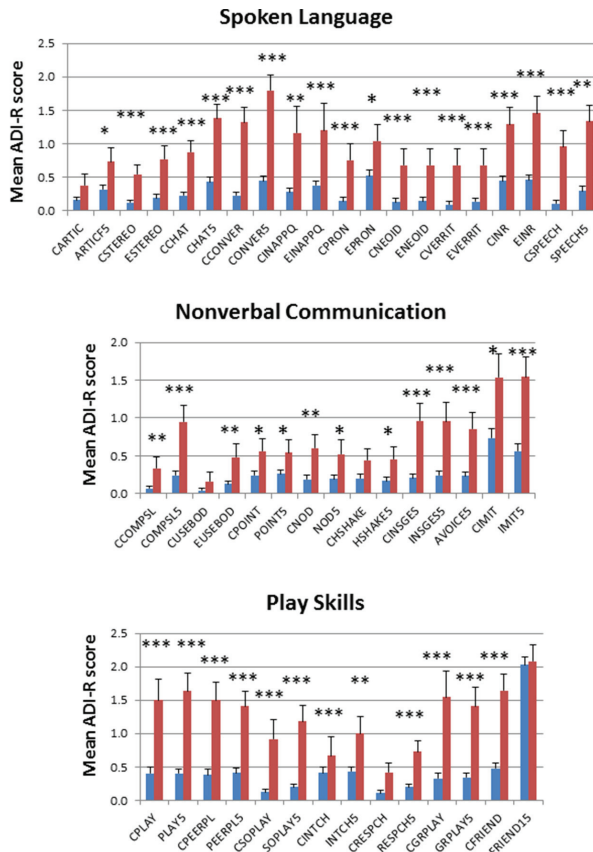 Spoken Language
Mean ADI-R score
2.5
2.0
1.5
1.0
0.5
0.0
* *** *** *** *** *** *** ** *** *** * *** *** *** *** *** *** *** **
CARTIC ARTIC5 CSTEREO ESTEREO CCHAT CHAT5 CCONVER CONVER5 CINAPPQ EINAPPQ CPRON EPRON CNEOID ENEOID CVERRIT EVERRIT CINR EINR CSPEECH SPEECH5
Nonverbal Communication
Mean ADI-R score
2.0
1.5
1.0
0.5
0.0
** *** ** * * ** * * *** *** *** * ***
CCOMPSL COMPSL5 CUSEBOD EUSEBOD CPOINT POINT5 CNOD NOD5 CHSHAKE HSHAKE5 CINSGES INSGES5 AVOICE5 CIMIT IMIT5
Play Skills
Mean ADI-R score
2.5
2.0
1.5
1.0
0.5
0.0
*** *** *** *** *** *** *** ** *** *** *** ***
CPLAY PLAY5 CPEERPL PEERPL5 CSOPLAY SOPLAY5 CINTCH INTCH5 CRESPCH RESPCH5 CGRPLAY GRPLAY5 CFRIEND FRIEND15